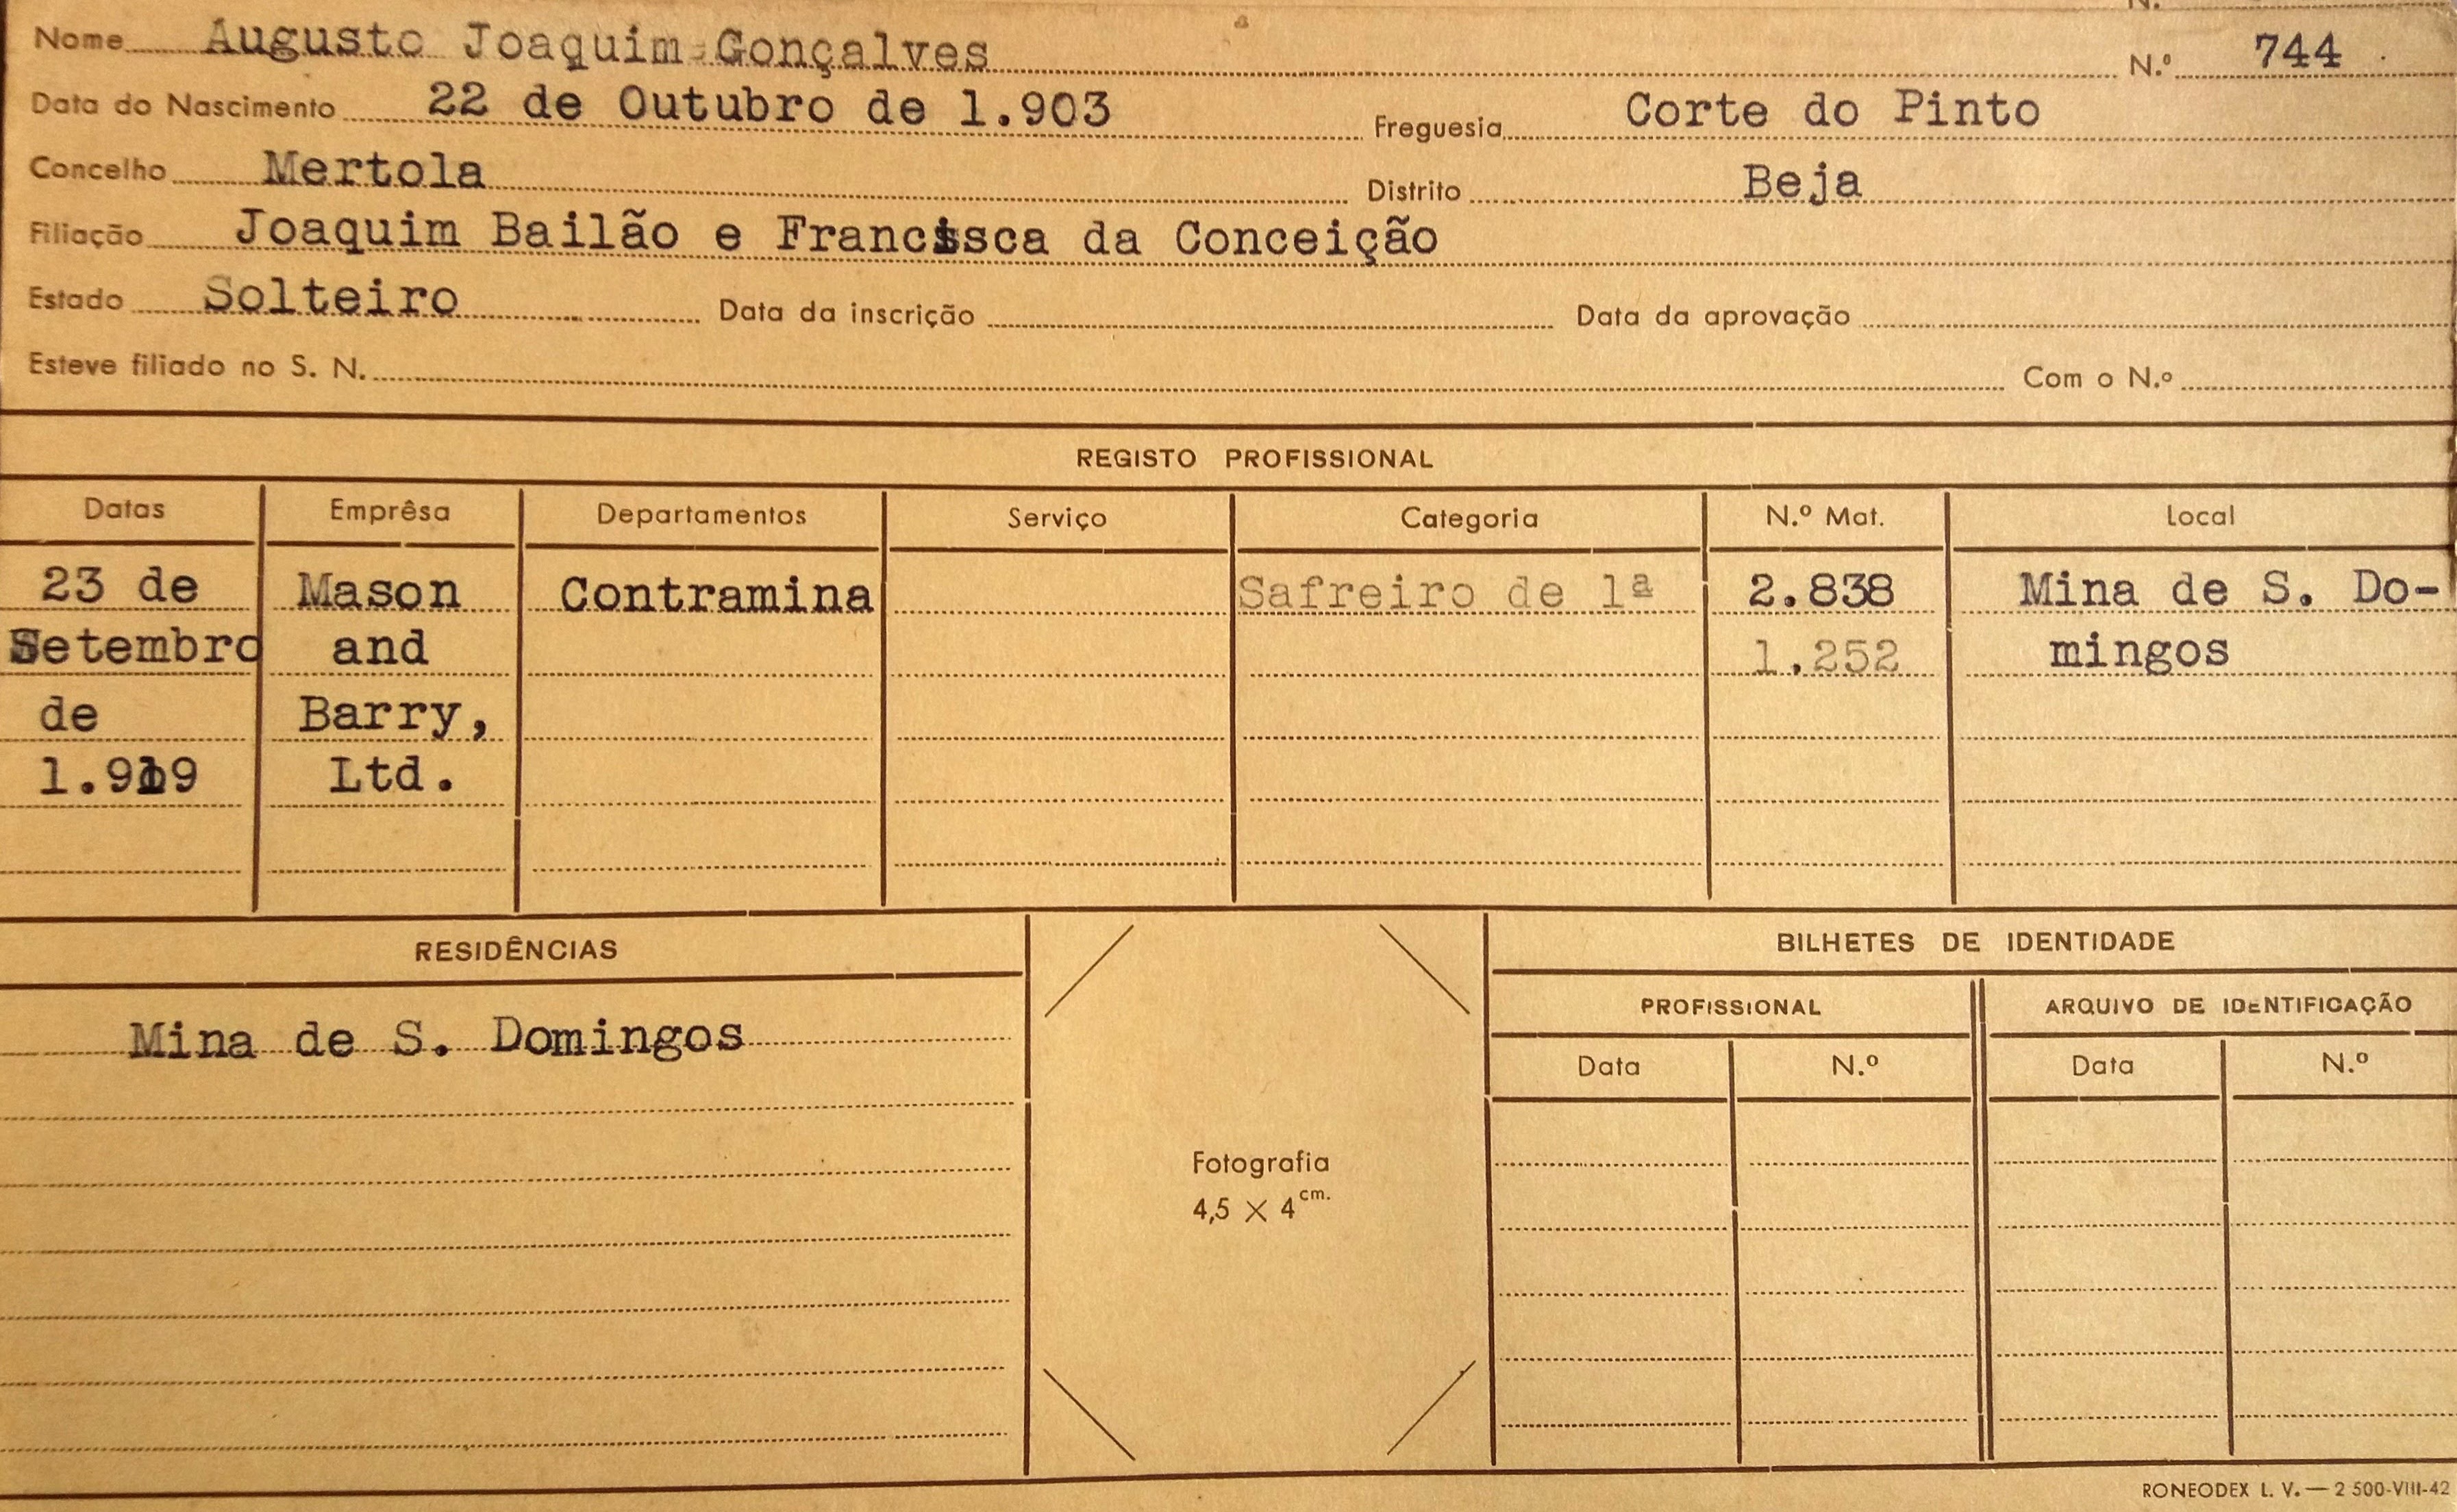 Nome Augusto Joaquim Gonçalves N.º 744
Data do Nascimento 22 de Outubro de 1.903 Freguesia Corte do Pinto
Concelho Mertola Distrito Beja
Filiação Joaquim Bailão e Francisca da Conceição
Estado Solteiro Data da inscrição Data da aprovação
Esteve filiado no S. N. Com o N.º
REGISTO PROFISSIONAL
Datas Emprêsa Departamentos Serviço Categoria N.º Mat. Local
23 de Mason Contramina Safreiro de 1ª 2.838 Mina de S. Do-
Setembro and 1.252 mingos
de Barry,
1.919 Ltd.
RESIDÊNCIAS BILHETES DE IDENTIDADE
PROFISSIONAL ARQUIVO DE IDENTIFICAÇÃO
Mina de S. Domingos Data N.º Data N.º
Fotografia
4,5 × 4 cm.
RONEODEX L. V. — 2 500-VIII-42